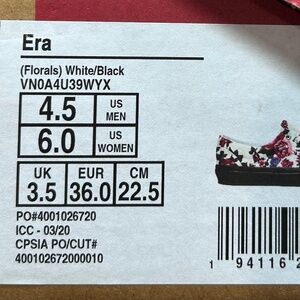 Era
(Florals) White/Black
VN0A4U39WYX
4.5 US MEN
6.0 US WOMEN
UK EUR CM
3.5 36.0 22.5
PO#4001026720
ICC - 03/20
CPSIA PO/CUT#
400102672000010
1 94116 2